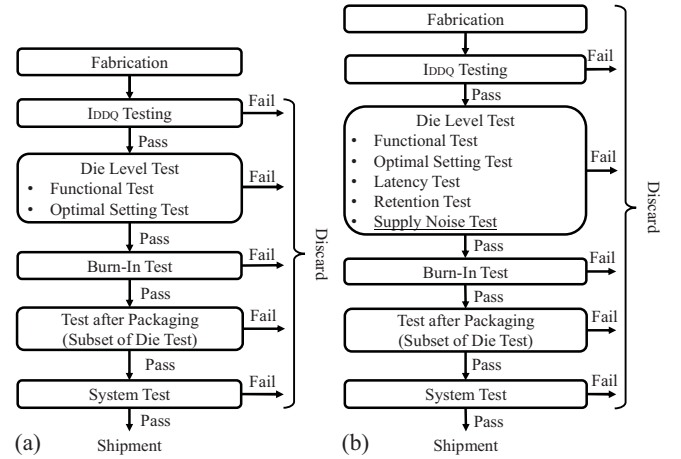 Fabrication
IDDQ Testing
Fail
Pass
Die Level Test
• Functional Test
• Optimal Setting Test
Fail
Pass
Burn-In Test
Fail
Pass
Test after Packaging
(Subset of Die Test)
Fail
Pass
System Test
Fail
Pass
Shipment
Discard
(a)
Fabrication
IDDQ Testing
Fail
Pass
Die Level Test
• Functional Test
• Optimal Setting Test
• Latency Test
• Retention Test
• Supply Noise Test
Fail
Pass
Burn-In Test
Fail
Pass
Test after Packaging
(Subset of Die Test)
Fail
Pass
System Test
Fail
Pass
Shipment
Discard
(b)